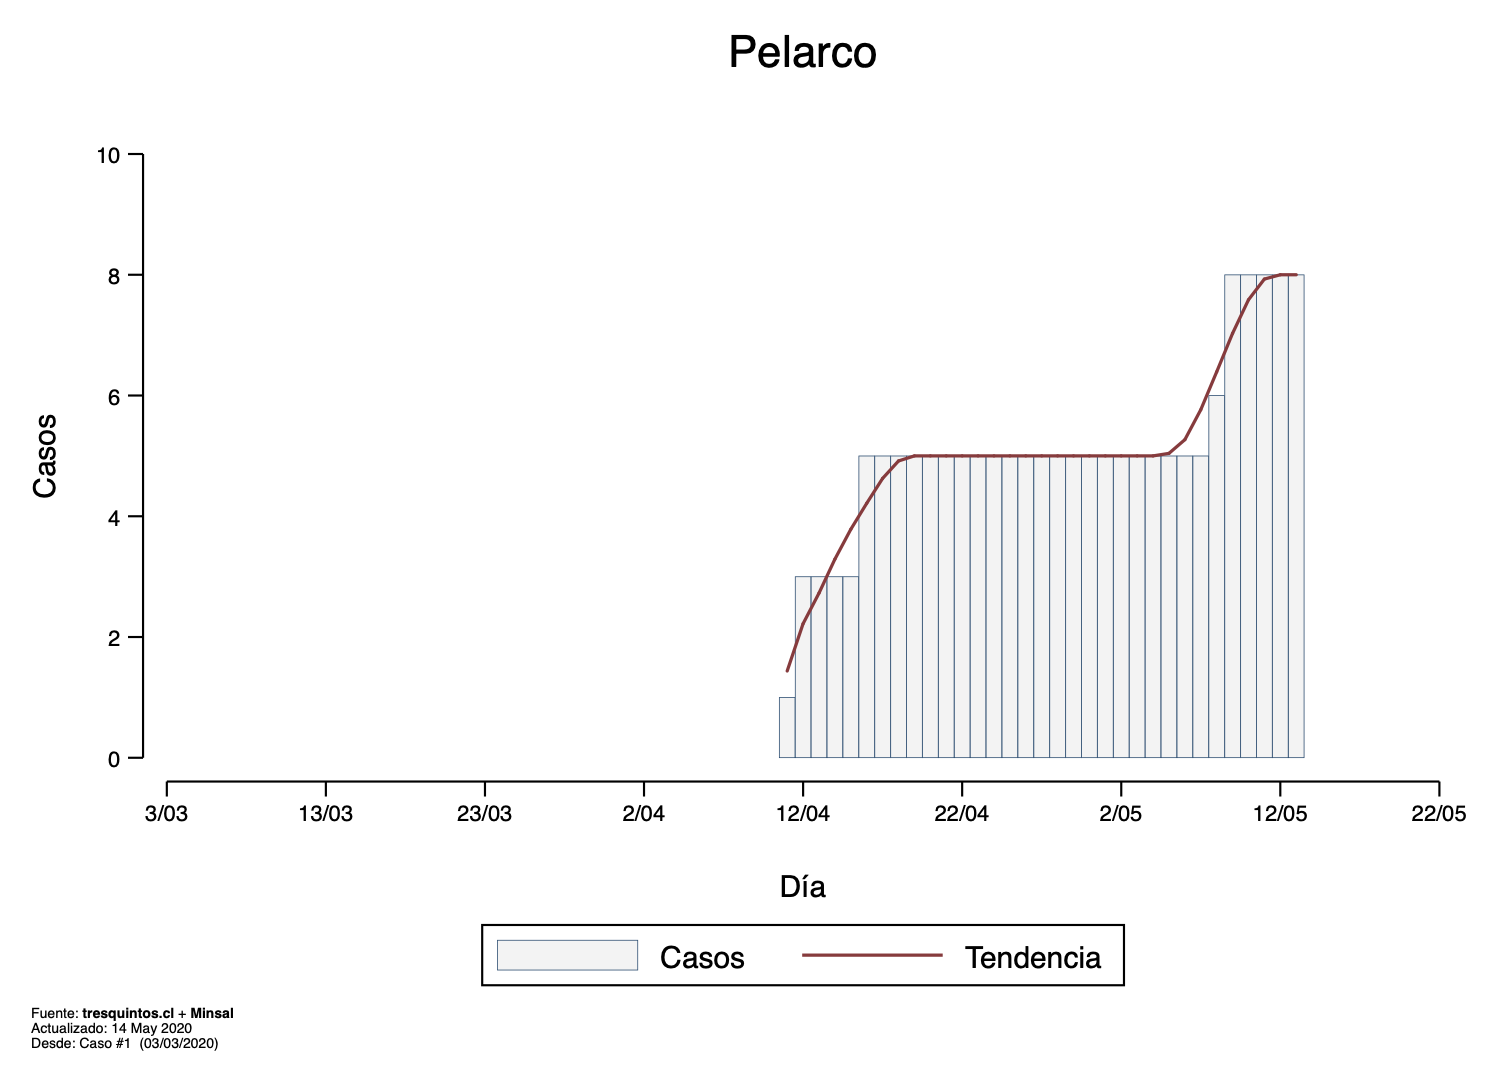 Pelarco
10
8
6
4
2
0
Casos
3/03 13/03 23/03 2/04 12/04 22/04 2/05 12/05 22/05
Día
Casos Tendencia
Fuente: tresquintos.cl + Minsal
Actualizado: 14 May 2020
Desde: Caso #1 (03/03/2020)